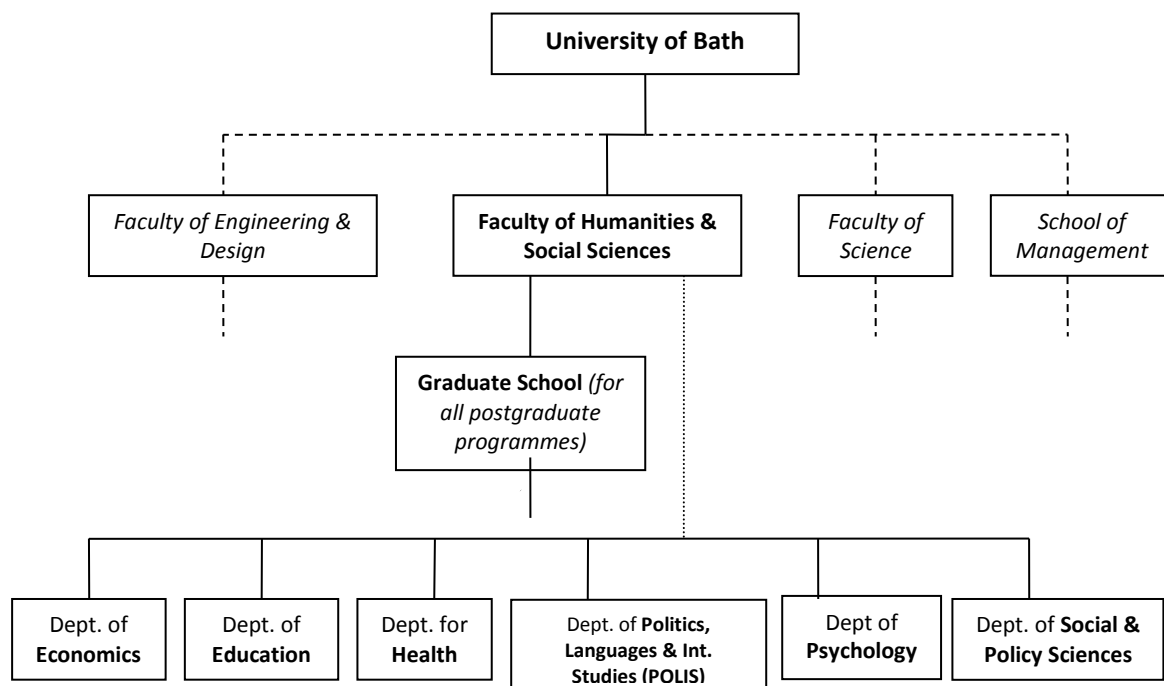 University of Bath
Faculty of Engineering &
Design
Faculty of Humanities &
Social Sciences
Faculty of
Science
School of
Management
Graduate School (for
all postgraduate
programmes)
Dept. of
Economics
Dept. of
Education
Dept. for
Health
Dept. of Politics,
Languages & Int.
Studies (POLIS)
Dept of
Psychology
Dept. of Social &
Policy Sciences